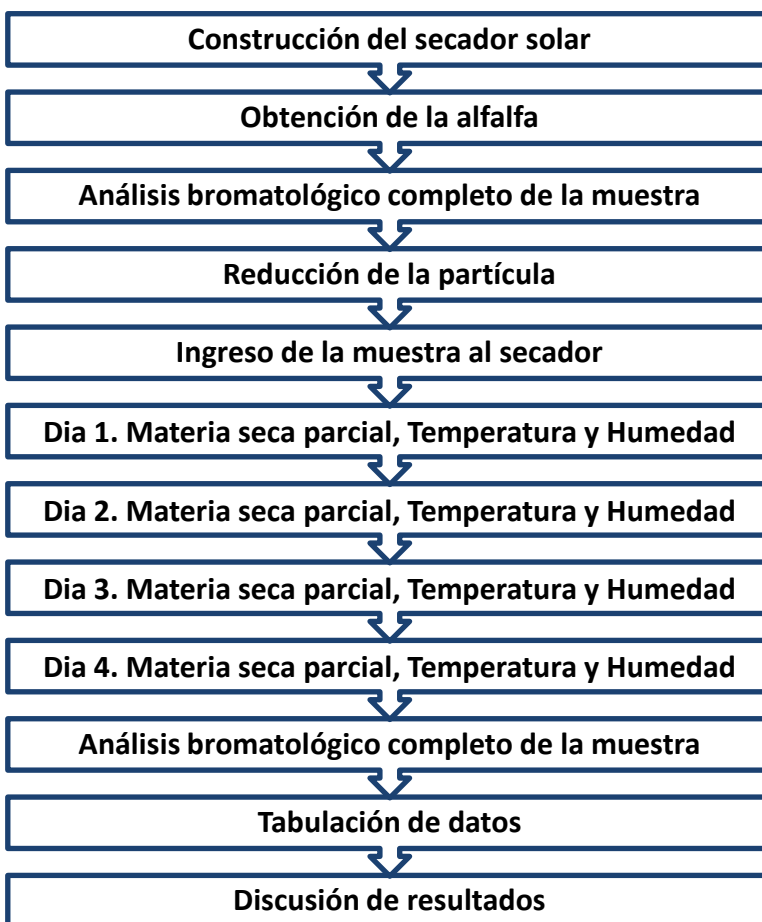 Construcción del secador solar
Obtención de la alfalfa
Análisis bromatológico completo de la muestra
Reducción de la partícula
Ingreso de la muestra al secador
Dia 1. Materia seca parcial, Temperatura y Humedad
Dia 2. Materia seca parcial, Temperatura y Humedad
Dia 3. Materia seca parcial, Temperatura y Humedad
Dia 4. Materia seca parcial, Temperatura y Humedad
Análisis bromatológico completo de la muestra
Tabulación de datos
Discusión de resultados